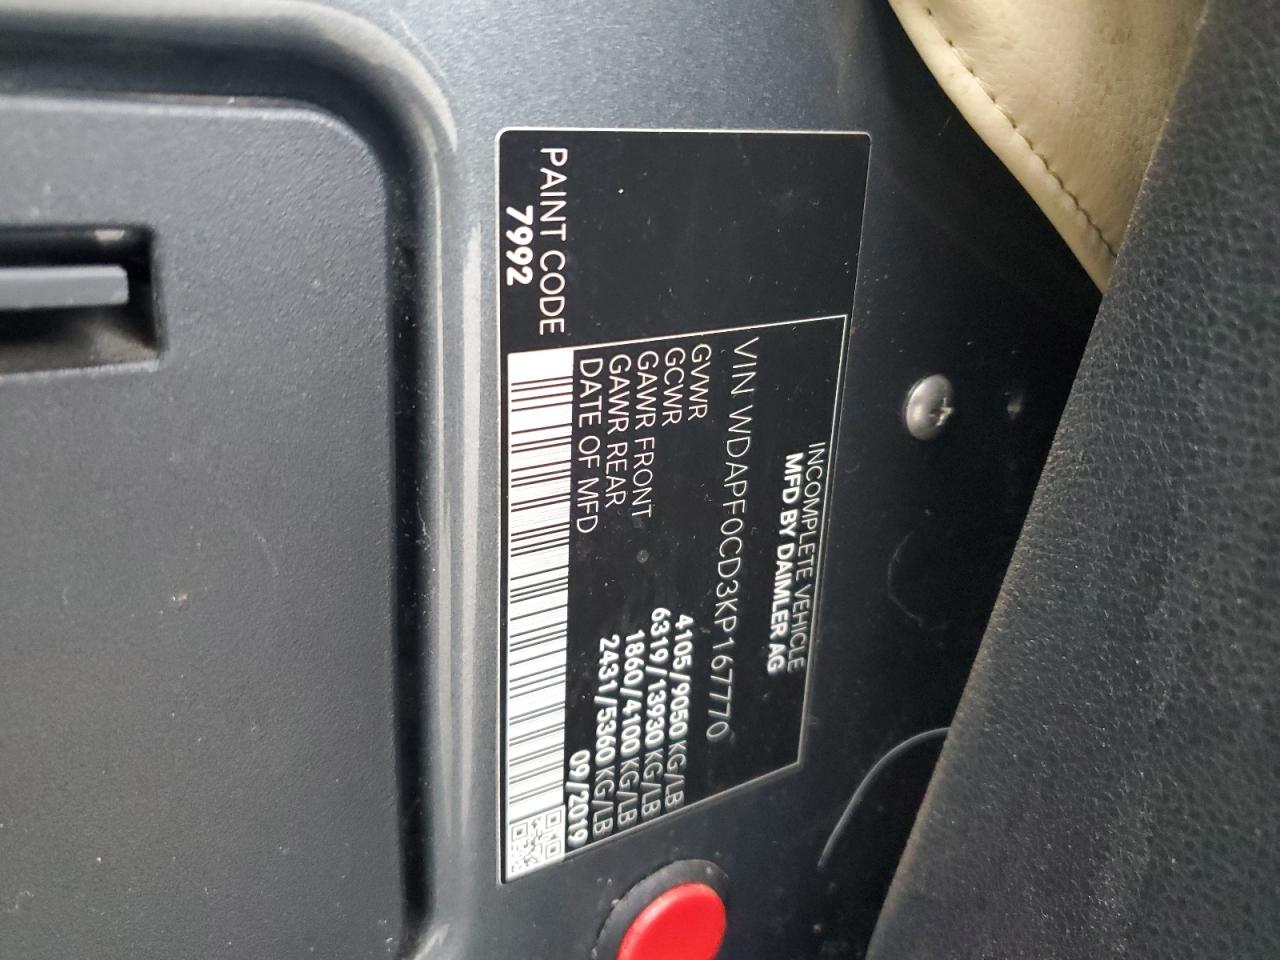 INCOMPLETE VEHICLE
MFD BY DAIMLER AG
VIN WDAPF0CD3KP167770
GVWR 4105/9050 KG/LB
GCWR 6319/13930 KG/LB
GAWR FRONT 1860/4100 KG/LB
GAWR REAR 2431/5360 KG/LB
DATE OF MFD 09/2019
PAINT CODE
7992